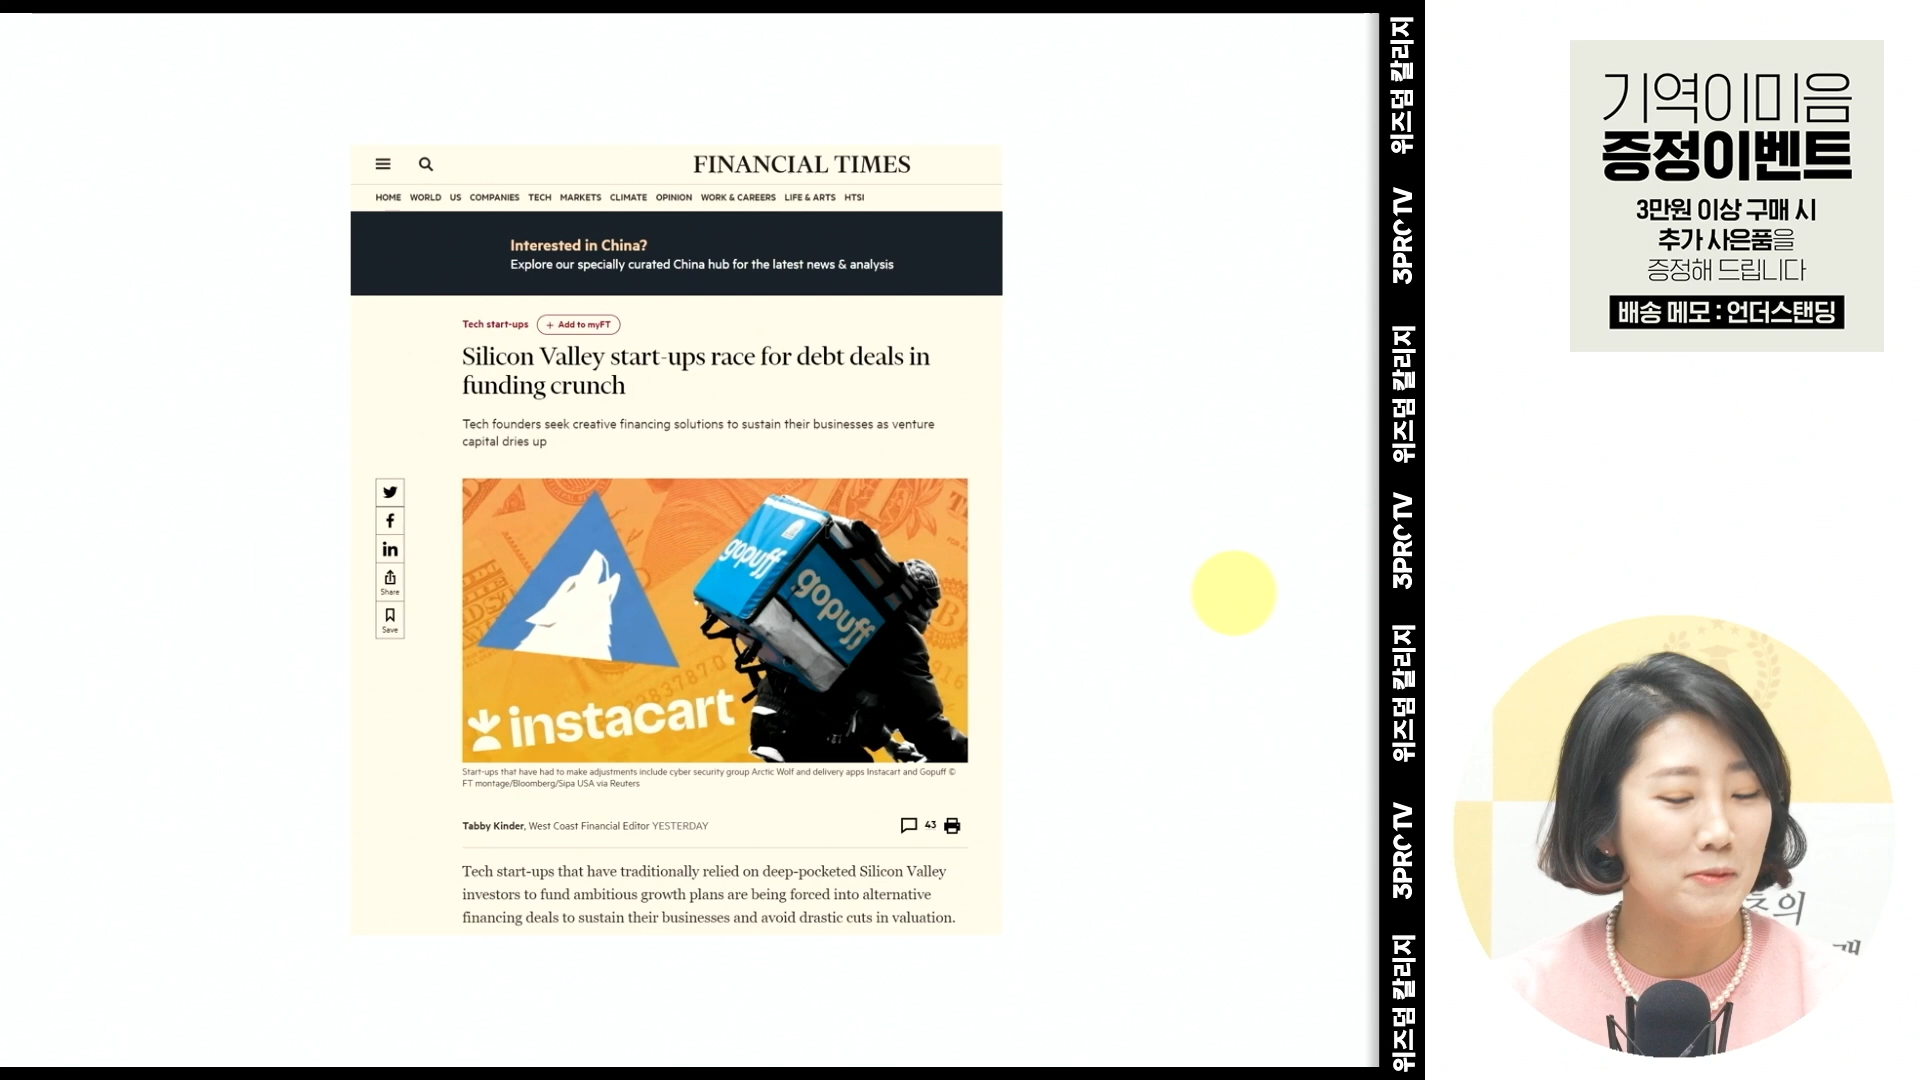 FINANCIAL TIMES
HOME WORLD US COMPANIES TECH MARKETS CLIMATE OPINION WORK & CAREERS LIFE & ARTS HTSI
Interested in China?
Explore our specially curated China hub for the latest news & analysis
Tech start-ups + Add to myFT
Silicon Valley start-ups race for debt deals in
funding crunch
Tech founders seek creative financing solutions to sustain their businesses as venture
capital dries up
Share
Save
gopuff
gopuff
instacart
Start-ups that have had to make adjustments include cyber security group Arctic Wolf and delivery apps Instacart and Gopuff ©
FT montage/Bloomberg/Sipa USA via Reuters
Tabby Kinder, West Coast Financial Editor YESTERDAY
43
Tech start-ups that have traditionally relied on deep-pocketed Silicon Valley
investors to fund ambitious growth plans are being forced into alternative
financing deals to sustain their businesses and avoid drastic cuts in valuation.
위즈덤 칼리지
3PROTV
위즈덤 칼리지
3PROTV
위즈덤 칼리지
3PROTV
위즈덤 칼리지
기역이미음
증정이벤트
3만원 이상 구매 시
추가 사은품을
증정해 드립니다
배송 메모 : 언더스탠딩